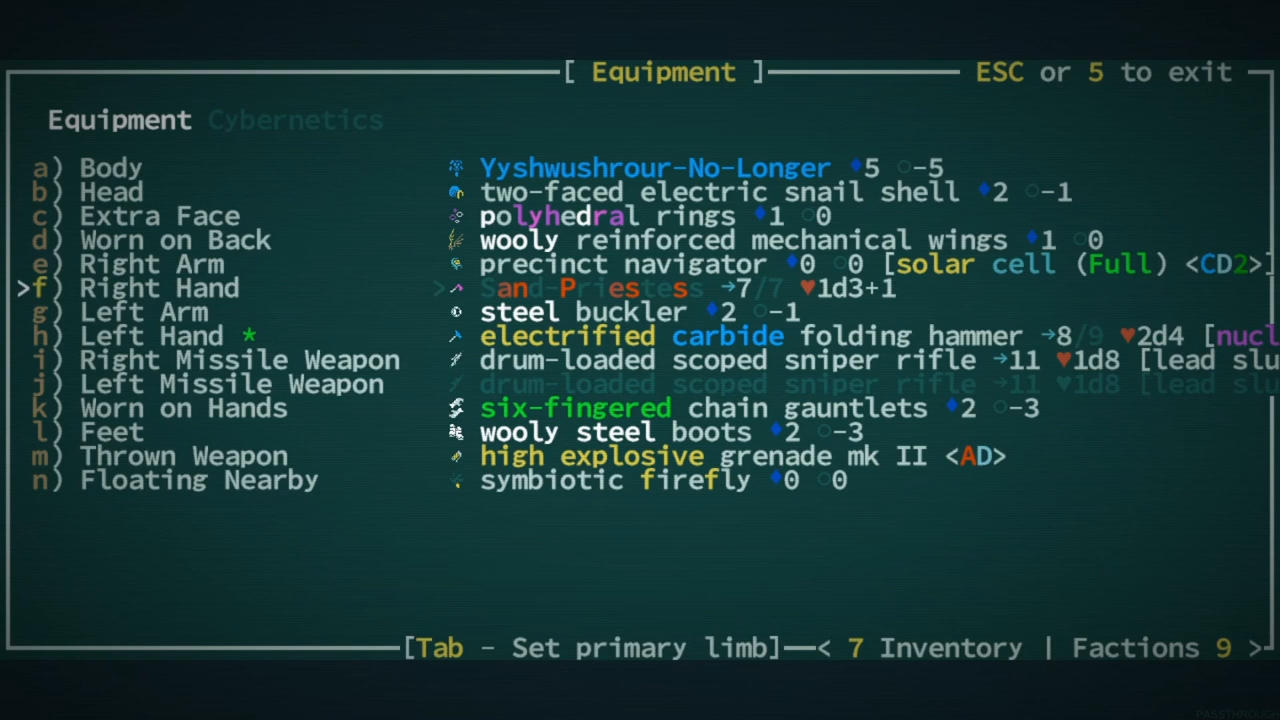 [ Equipment ] ESC or 5 to exit
Equipment Cybernetics
a) Body Yyshwushrour-No-Longer ♦5 ○-5
b) Head two-faced electric snail shell ♦2 ○-1
c) Extra Face polyhedral rings ♦1 ○0
d) Worn on Back wooly reinforced mechanical wings ♦1 ○0
e) Right Arm precinct navigator ♦0 ○0 [solar cell (Full) <CD2>]
>f) Right Hand > Sand-Priestess →7/7 ♥1d3+1
g) Left Arm steel buckler ♦2 ○-1
h) Left Hand * electrified carbide folding hammer →8/9 ♥2d4 [nucl
i) Right Missile Weapon drum-loaded scoped sniper rifle →11 ♥1d8 [lead slu
j) Left Missile Weapon drum-loaded scoped sniper rifle →11 ♥1d8 [lead slu
k) Worn on Hands six-fingered chain gauntlets ♦2 ○-3
l) Feet wooly steel boots ♦2 ○-3
m) Thrown Weapon high explosive grenade mk II <AD>
n) Floating Nearby symbiotic firefly ♦0 ○0
[Tab - Set primary limb] < 7 Inventory | Factions 9 >